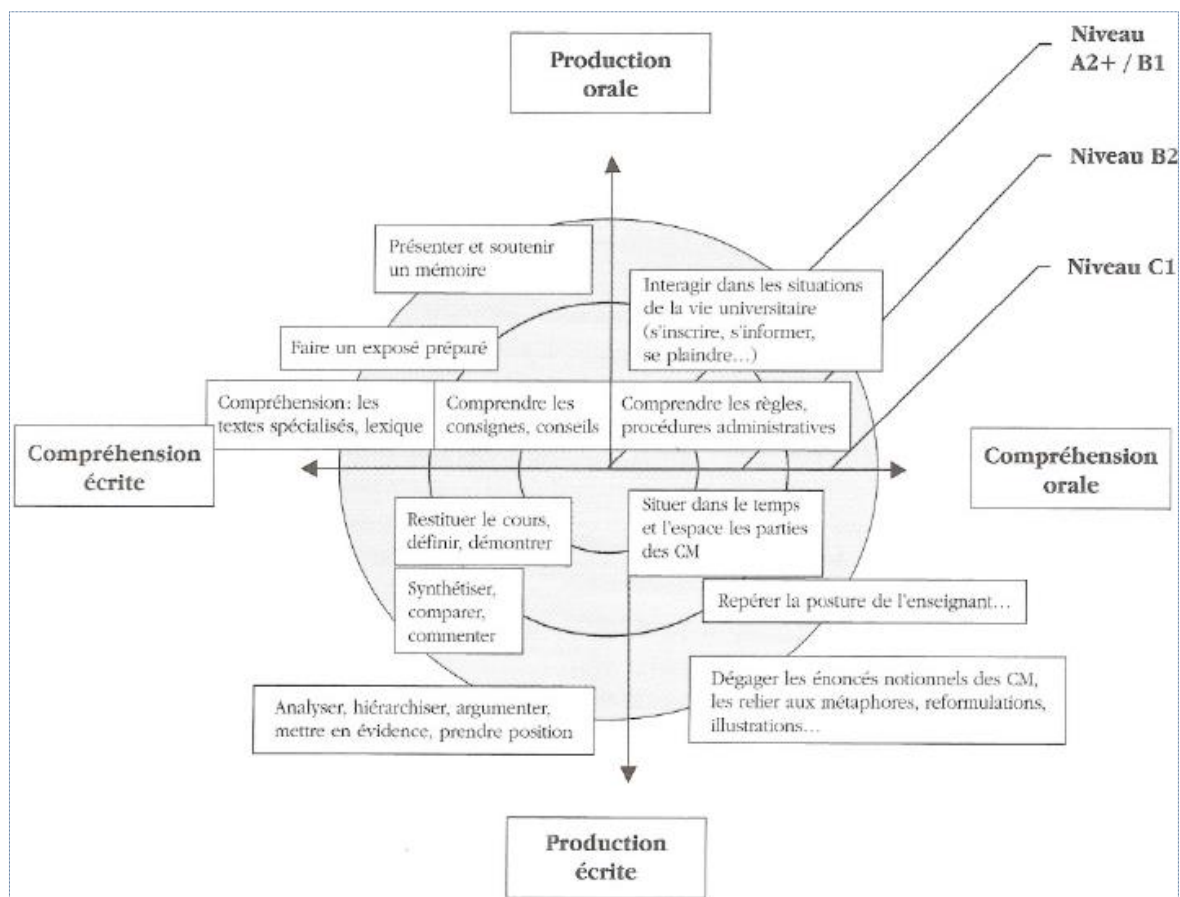 Production
orale
Niveau
A2+ / B1
Niveau B2
Niveau C1
Présenter et soutenir
un mémoire
Interagir dans les situations
de la vie universitaire
(s'inscrire, s'informer,
se plaindre…)
Faire un exposé préparé
Compréhension: les
textes spécialisés, lexique
Comprendre les
consignes, conseils
Comprendre les règles,
procédures administratives
Compréhension
écrite
Compréhension
orale
Restituer le cours,
définir, démontrer
Situer dans le temps
et l'espace les parties
des CM
Synthétiser,
comparer,
commenter
Repérer la posture de l'enseignant…
Analyser, hiérarchiser, argumenter,
mettre en évidence, prendre position
Dégager les énoncés notionnels des CM,
les relier aux métaphores, reformulations,
illustrations…
Production
écrite